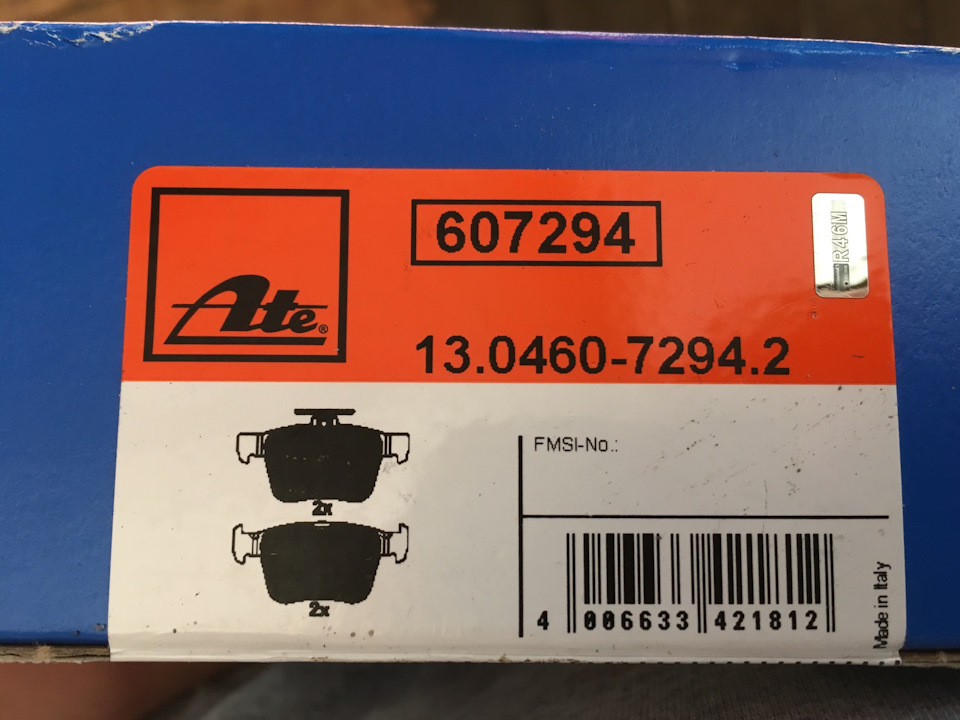 607294
R46M
Ate®
13.0460-7294.2
2x
2x
FMSI-No.:
4 006633 421812
Made in Italy